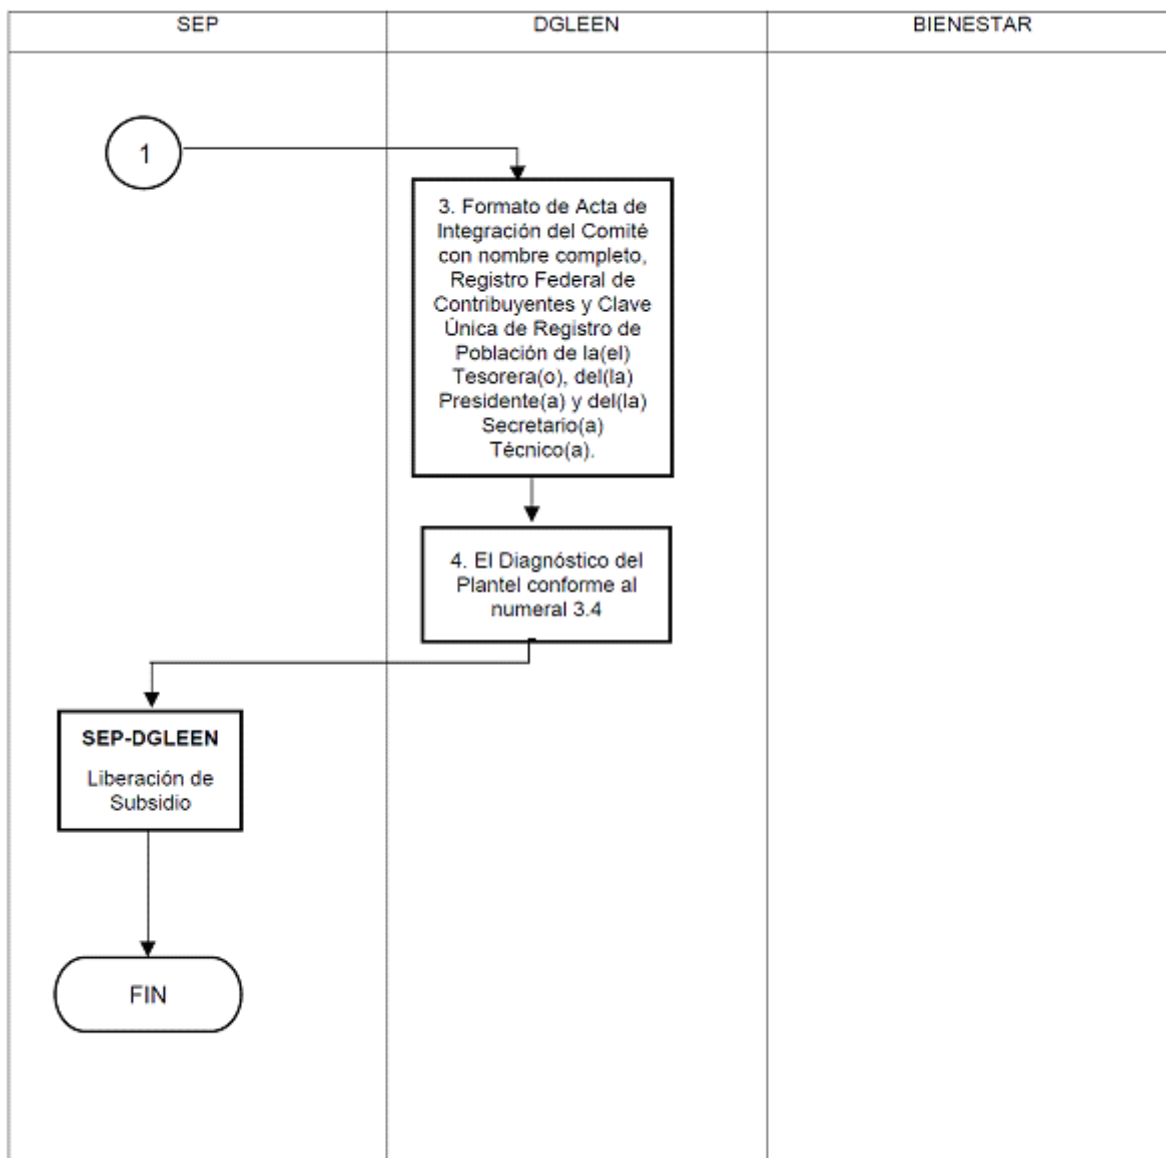 SEP
DGLEEN
BIENESTAR
1
3. Formato de Acta de
Integración del Comité
con nombre completo,
Registro Federal de
Contribuyentes y Clave
Única de Registro de
Población de la(el)
Tesorera(o), del(la)
Presidente(a) y del(la)
Secretario(a)
Técnico(a).
4. El Diagnóstico del
Plantel conforme al
numeral 3.4
SEP-DGLEEN
Liberación de
Subsidio
FIN